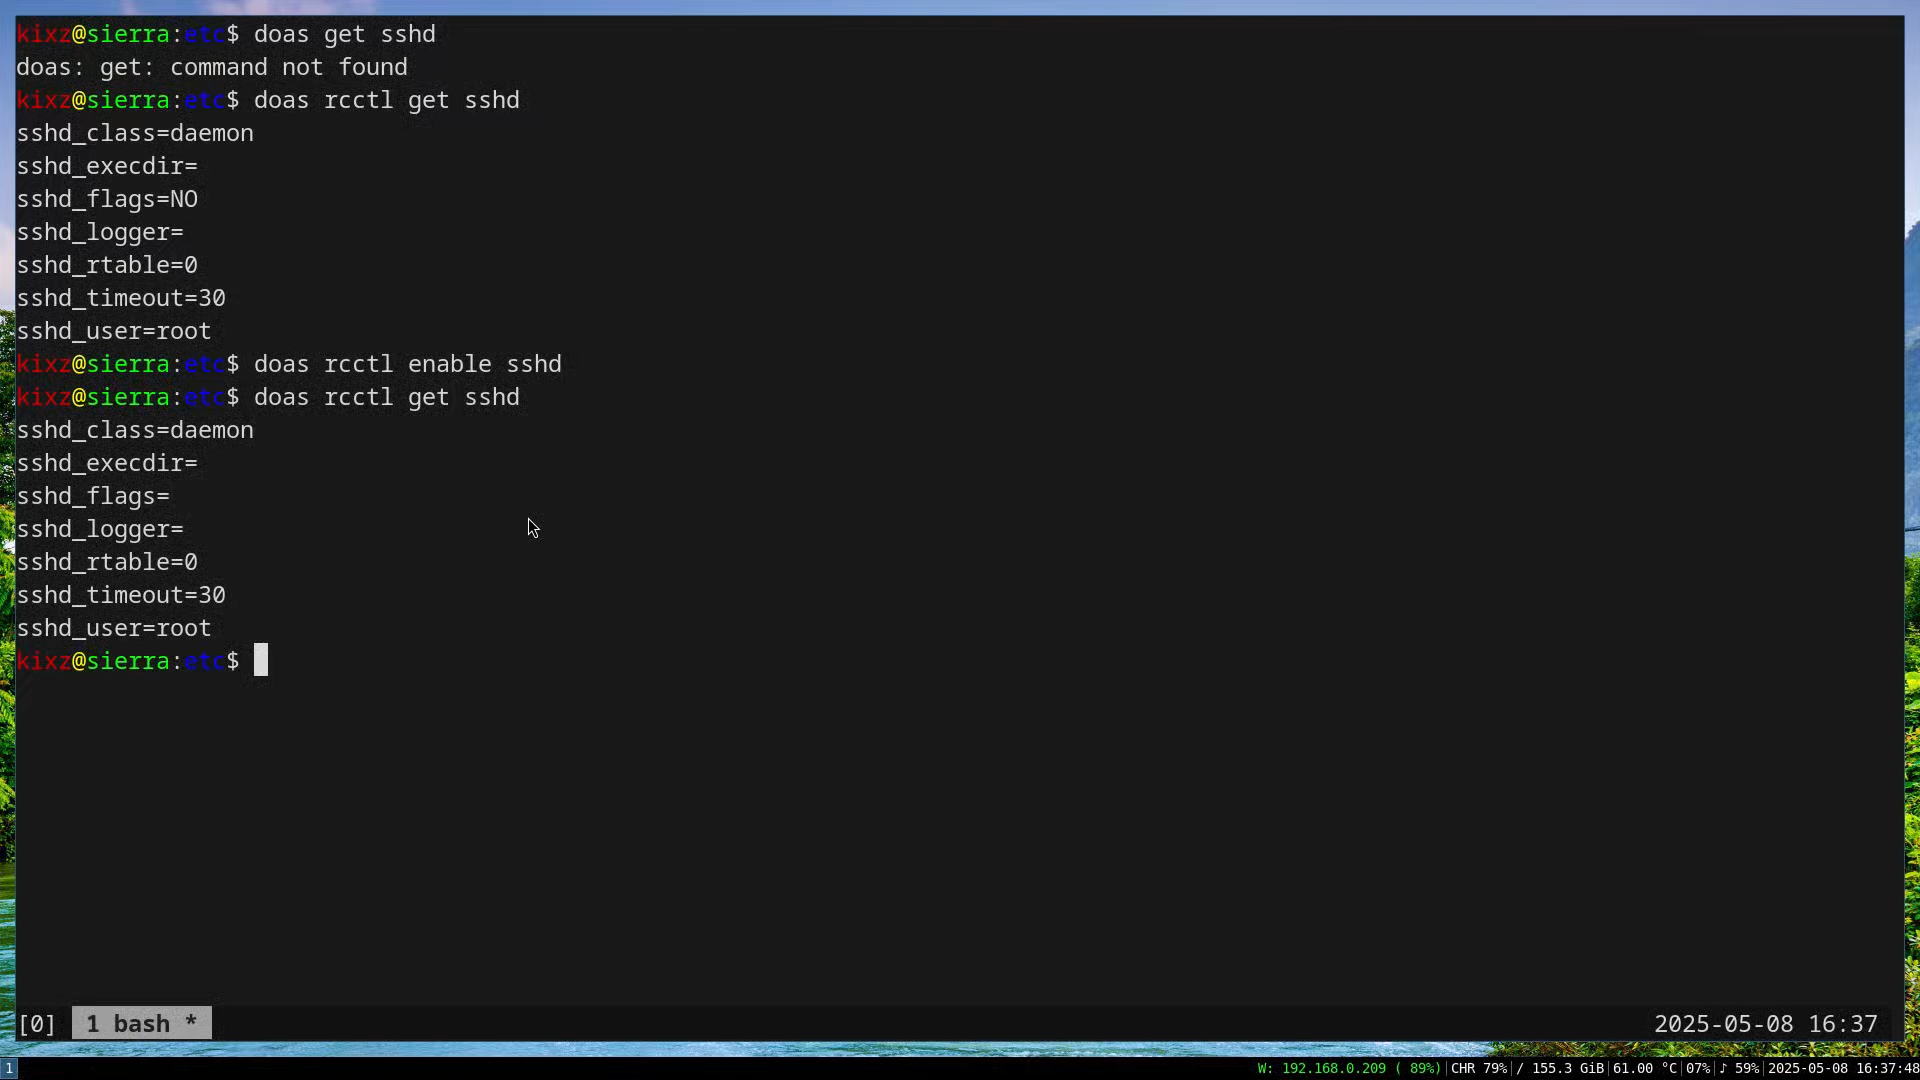 kixz@sierra:etc$ doas get sshd
doas: get: command not found
kixz@sierra:etc$ doas rcctl get sshd
sshd_class=daemon
sshd_execdir=
sshd_flags=NO
sshd_logger=
sshd_rtable=0
sshd_timeout=30
sshd_user=root
kixz@sierra:etc$ doas rcctl enable sshd
kixz@sierra:etc$ doas rcctl get sshd
sshd_class=daemon
sshd_execdir=
sshd_flags=
sshd_logger=
sshd_rtable=0
sshd_timeout=30
sshd_user=root
kixz@sierra:etc$
[0] 1 bash * 2025-05-08 16:37
1 W: 192.168.0.209 ( 89%)|CHR 79%|/ 155.3 GiB|61.00 °C|07%|♪ 59%|2025-05-08 16:37:48